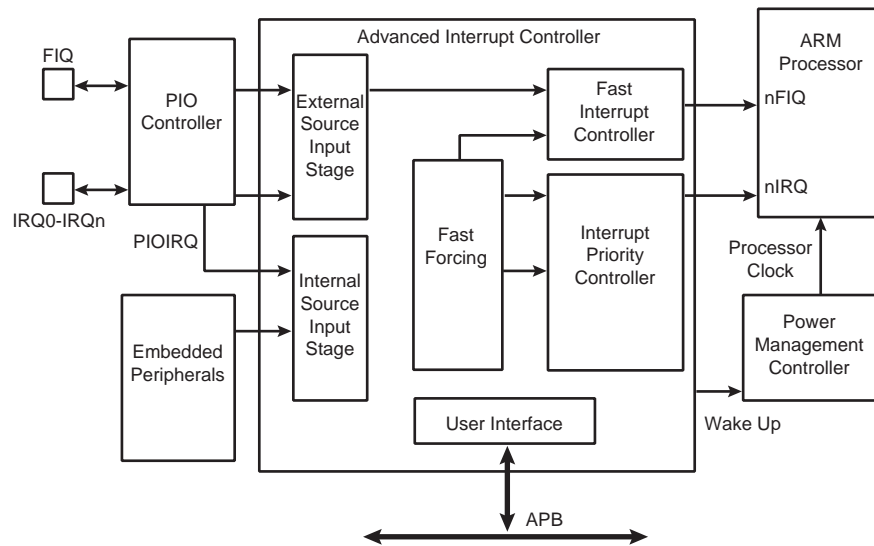 FIQ
IRQ0-IRQn
PIO
Controller
PIOIRQ
Embedded
Peripherals
Advanced Interrupt Controller
External
Source
Input
Stage
Internal
Source
Input
Stage
Fast
Forcing
Fast
Interrupt
Controller
Interrupt
Priority
Controller
User Interface
APB
ARM
Processor
nFIQ
nIRQ
Processor
Clock
Power
Management
Controller
Wake Up